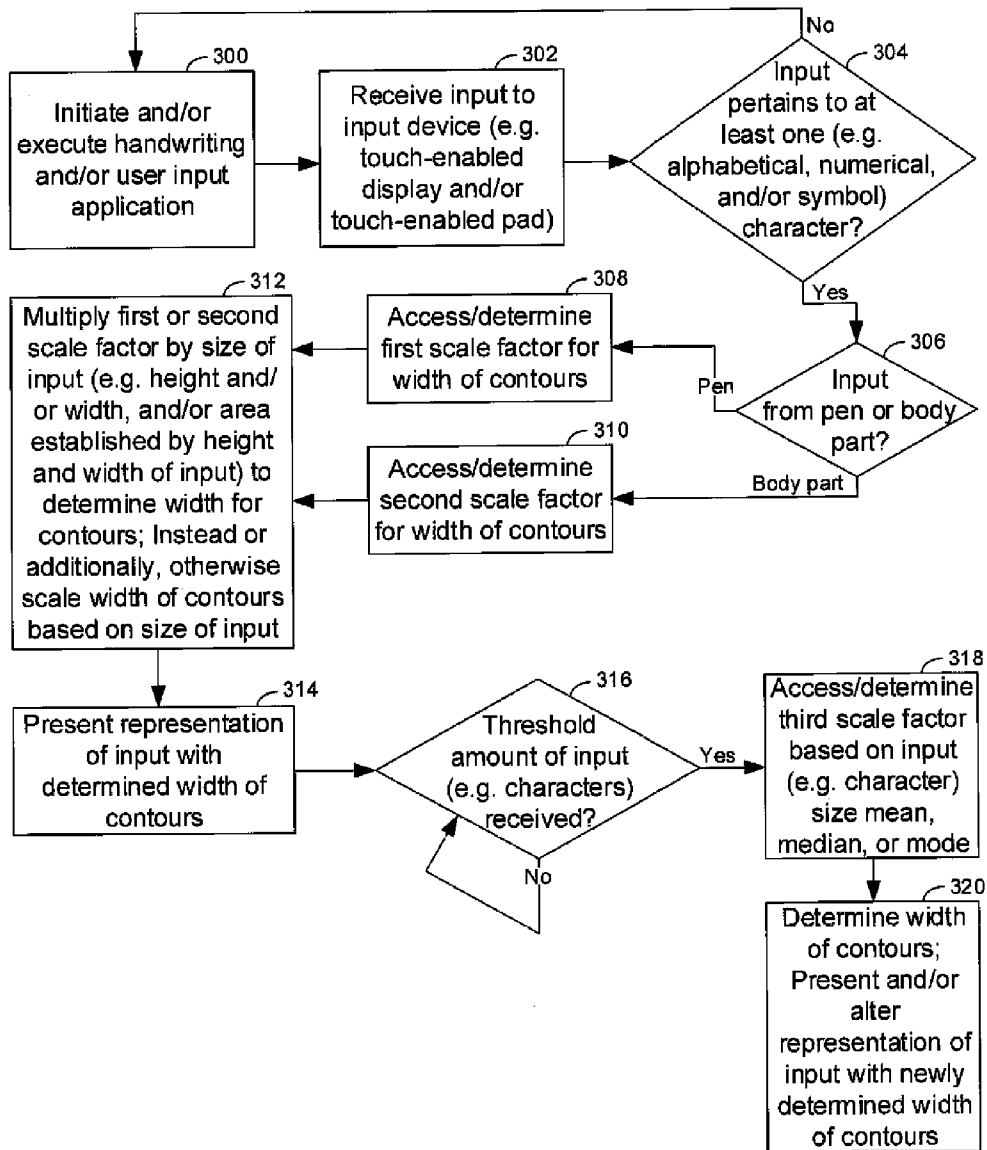 300
Initiate and/or
execute handwriting
and/or user input
application
302
Receive input to
input device (e.g.
touch-enabled
display and/or
touch-enabled pad)
No
304
Input
pertains to at
least one (e.g.
alphabetical, numerical,
and/or symbol)
character?
Yes
306
Input
from pen or body
part?
Pen
Body part
308
Access/determine
first scale factor for
width of contours
310
Access/determine
second scale factor
for width of contours
312
Multiply first or second
scale factor by size of
input (e.g. height and/
or width, and/or area
established by height
and width of input) to
determine width for
contours; Instead or
additionally, otherwise
scale width of contours
based on size of input
314
Present representation
of input with
determined width of
contours
316
Threshold
amount of input
(e.g. characters)
received?
Yes
No
318
Access/determine
third scale factor
based on input
(e.g. character)
size mean,
median, or mode
320
Determine width
of contours;
Present and/or
alter
representation of
input with newly
determined width
of contours